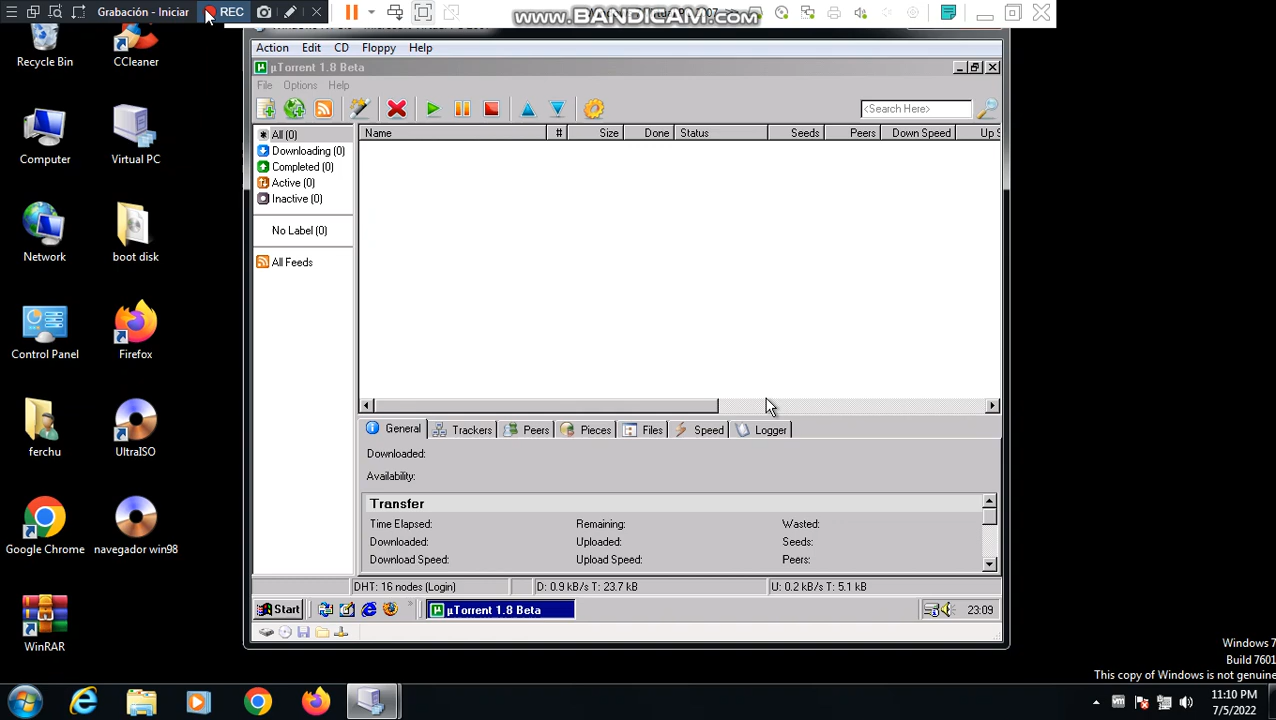 Grabación - Iniciar
REC
www.BANDICAM.com
Recycle Bin
CCleaner
Computer
Virtual PC
Network
boot disk
Control Panel
Firefox
ferchu
UltraISO
Google Chrome
navegador win98
WinRAR
Action Edit CD Floppy Help
µTorrent 1.8 Beta
File Options Help
<Search Here>
All (0)
Downloading (0)
Completed (0)
Active (0)
Inactive (0)
No Label (0)
All Feeds
Name # Size Done Status Seeds Peers Down Speed Up S
General Trackers Peers Pieces Files Speed Logger
Downloaded:
Availability:
Transfer
Time Elapsed: Remaining: Wasted:
Downloaded: Uploaded: Seeds:
Download Speed: Upload Speed: Peers:
DHT: 16 nodes (Login) D: 0.9 kB/s T: 23.7 kB U: 0.2 kB/s T: 5.1 kB
Start µTorrent 1.8 Beta 23:09
Windows 7
Build 7601
This copy of Windows is not genuine
11:10 PM
7/5/2022